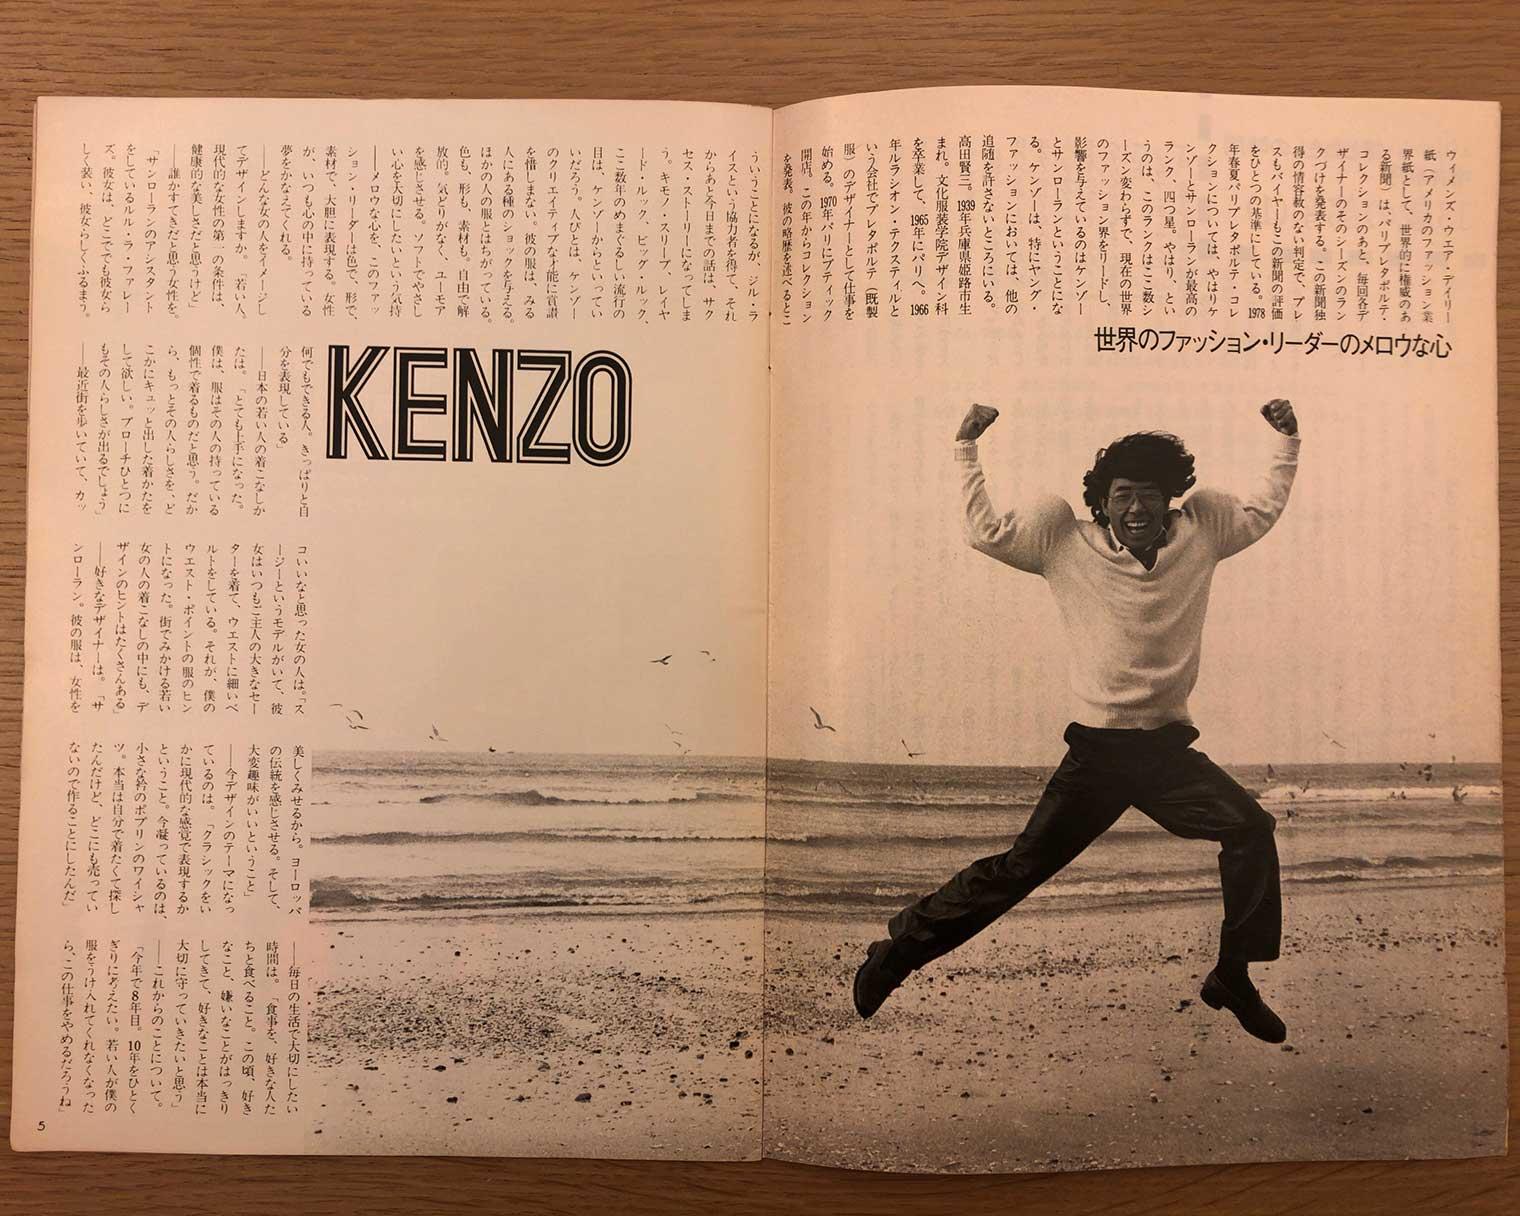 ウィメンズ・ウエア・デイリー
紙（アメリカのファッション業
界紙として、世界的に権威のあ
る新聞）は、パリプレタポルテ・
コレクションのあと、毎回各デ
ザイナーのそのシーズンのラン
クづけを発表する。この新聞独
得の情容赦のない判定で、プレ
スもバイヤーもこの新聞の評価
をひとつの基準にしている。1978
年春夏パリプレタポルテ・コレ
クションについては、やはりケ
ンゾーとサンローランが最高の
ランク、四つ星。やはり、とい
うのは、このランクはここ数シ
ーズン変わらずで、現在の世界
のファッション界をリードし、
影響を与えているのはケンゾー
とサンローランということにな
る。ケンゾーは、特にヤング・
ファッションにおいては、他の
追随を許さないところにいる。
高田賢三。1939年兵庫県姫路市生
まれ。文化服装学院デザイン科
を卒業して、1965年にパリへ。1966
年ルラシオン・テクスティルと
いう会社でプレタポルテ（既製
服）のデザイナーとして仕事を
始める。1970年パリにブティック
開店。この年からコレクション
を発表。彼の略歴を述べるとこ
世界のファッション・リーダーのメロウな心
ういうことになるが、ジル・ラ
イスという協力者を得て、それ
からあと今日までの話は、サク
セス・ストーリーになってしま
う。キモノ・スリーブ、レイヤ
ード・ルック、ビッグ・ルック、
ここ数年のめまぐるしい流行の
目は、ケンゾーからといってい
いだろう。人びとは、ケンゾー
のクリエイティブな才能に賞讃
を惜しまない。彼の服は、みる
人にある種のショックを与える。
ほかの人の服とはちがっている。
色も、形も、素材も。自由で解
放的。気どりがなく、ユーモア
を感じさせる。ソフトでやさし
い心を大切にしたいという気持
──メロウな心を、このファッ
ション・リーダーは色で、形で、
素材で、大胆に表現する。女性
が、いつも心の中に持っている
夢をかなえてくれる。
──どんな女の人をイメージし
てデザインしますか。「若い人、
現代的な女性の第一の条件は、
健康的な美しさだと思うけど」
──誰かすてきだと思う女性を。
「サンローランのアシスタント
をしているルル・ラ・ファレー
ズ。彼女は、どこででも彼女ら
しく装い、彼女らしくふるまう。
KENZO
何でもできる人。きっぱりと自
分を表現している」
──日本の若い人の着こなしか
たは。「とても上手になった。
僕は、服はその人の持っている
個性で着るものだと思う。だか
ら、もっとその人らしさを、ど
こかにキュッと出した着かたを
して欲しい。ブローチひとつに
もその人らしさが出るでしょう」
──最近街を歩いていて、カッ
コいいなと思った女の人は。「ス
ージーというモデルがいて、彼
女はいつもご主人の大きなセー
ターを着て、ウエストに細いベ
ルトをしている。それが、僕の
ウエスト・ポイントの服のヒン
トになった。街でみかける若い
女の人の着こなしの中にも、デ
ザインのヒントはたくさんある」
──好きなデザイナーは。「サ
ンローラン。彼の服は、女性を
美しくみせるから。ヨーロッパ
の伝統を感じさせる。そして、
大変趣味がいいということ」
──今デザインのテーマになっ
ているのは。「クラシックをい
かに現代的な感覚で表現するか
ということ。今凝っているのは、
小さな衿のポプリンのワイシャ
ツ。本当は自分で着たくて探し
たんだけど、どこにも売ってい
ないので作ることにしたんだ」
──毎日の生活で大切にしたい
時間は。「食事を、好きな人た
ちと食べること。この頃、好き
なこと、嫌いなことがはっきり
してきて、好きなことは本当に
大切に守っていきたいと思う」
──これからのことについて。
「今年で8年目。10年をひとく
ぎりに考えたい。若い人が僕の
服をうけ入れてくれなくなった
ら、この仕事をやめるだろうね」
5